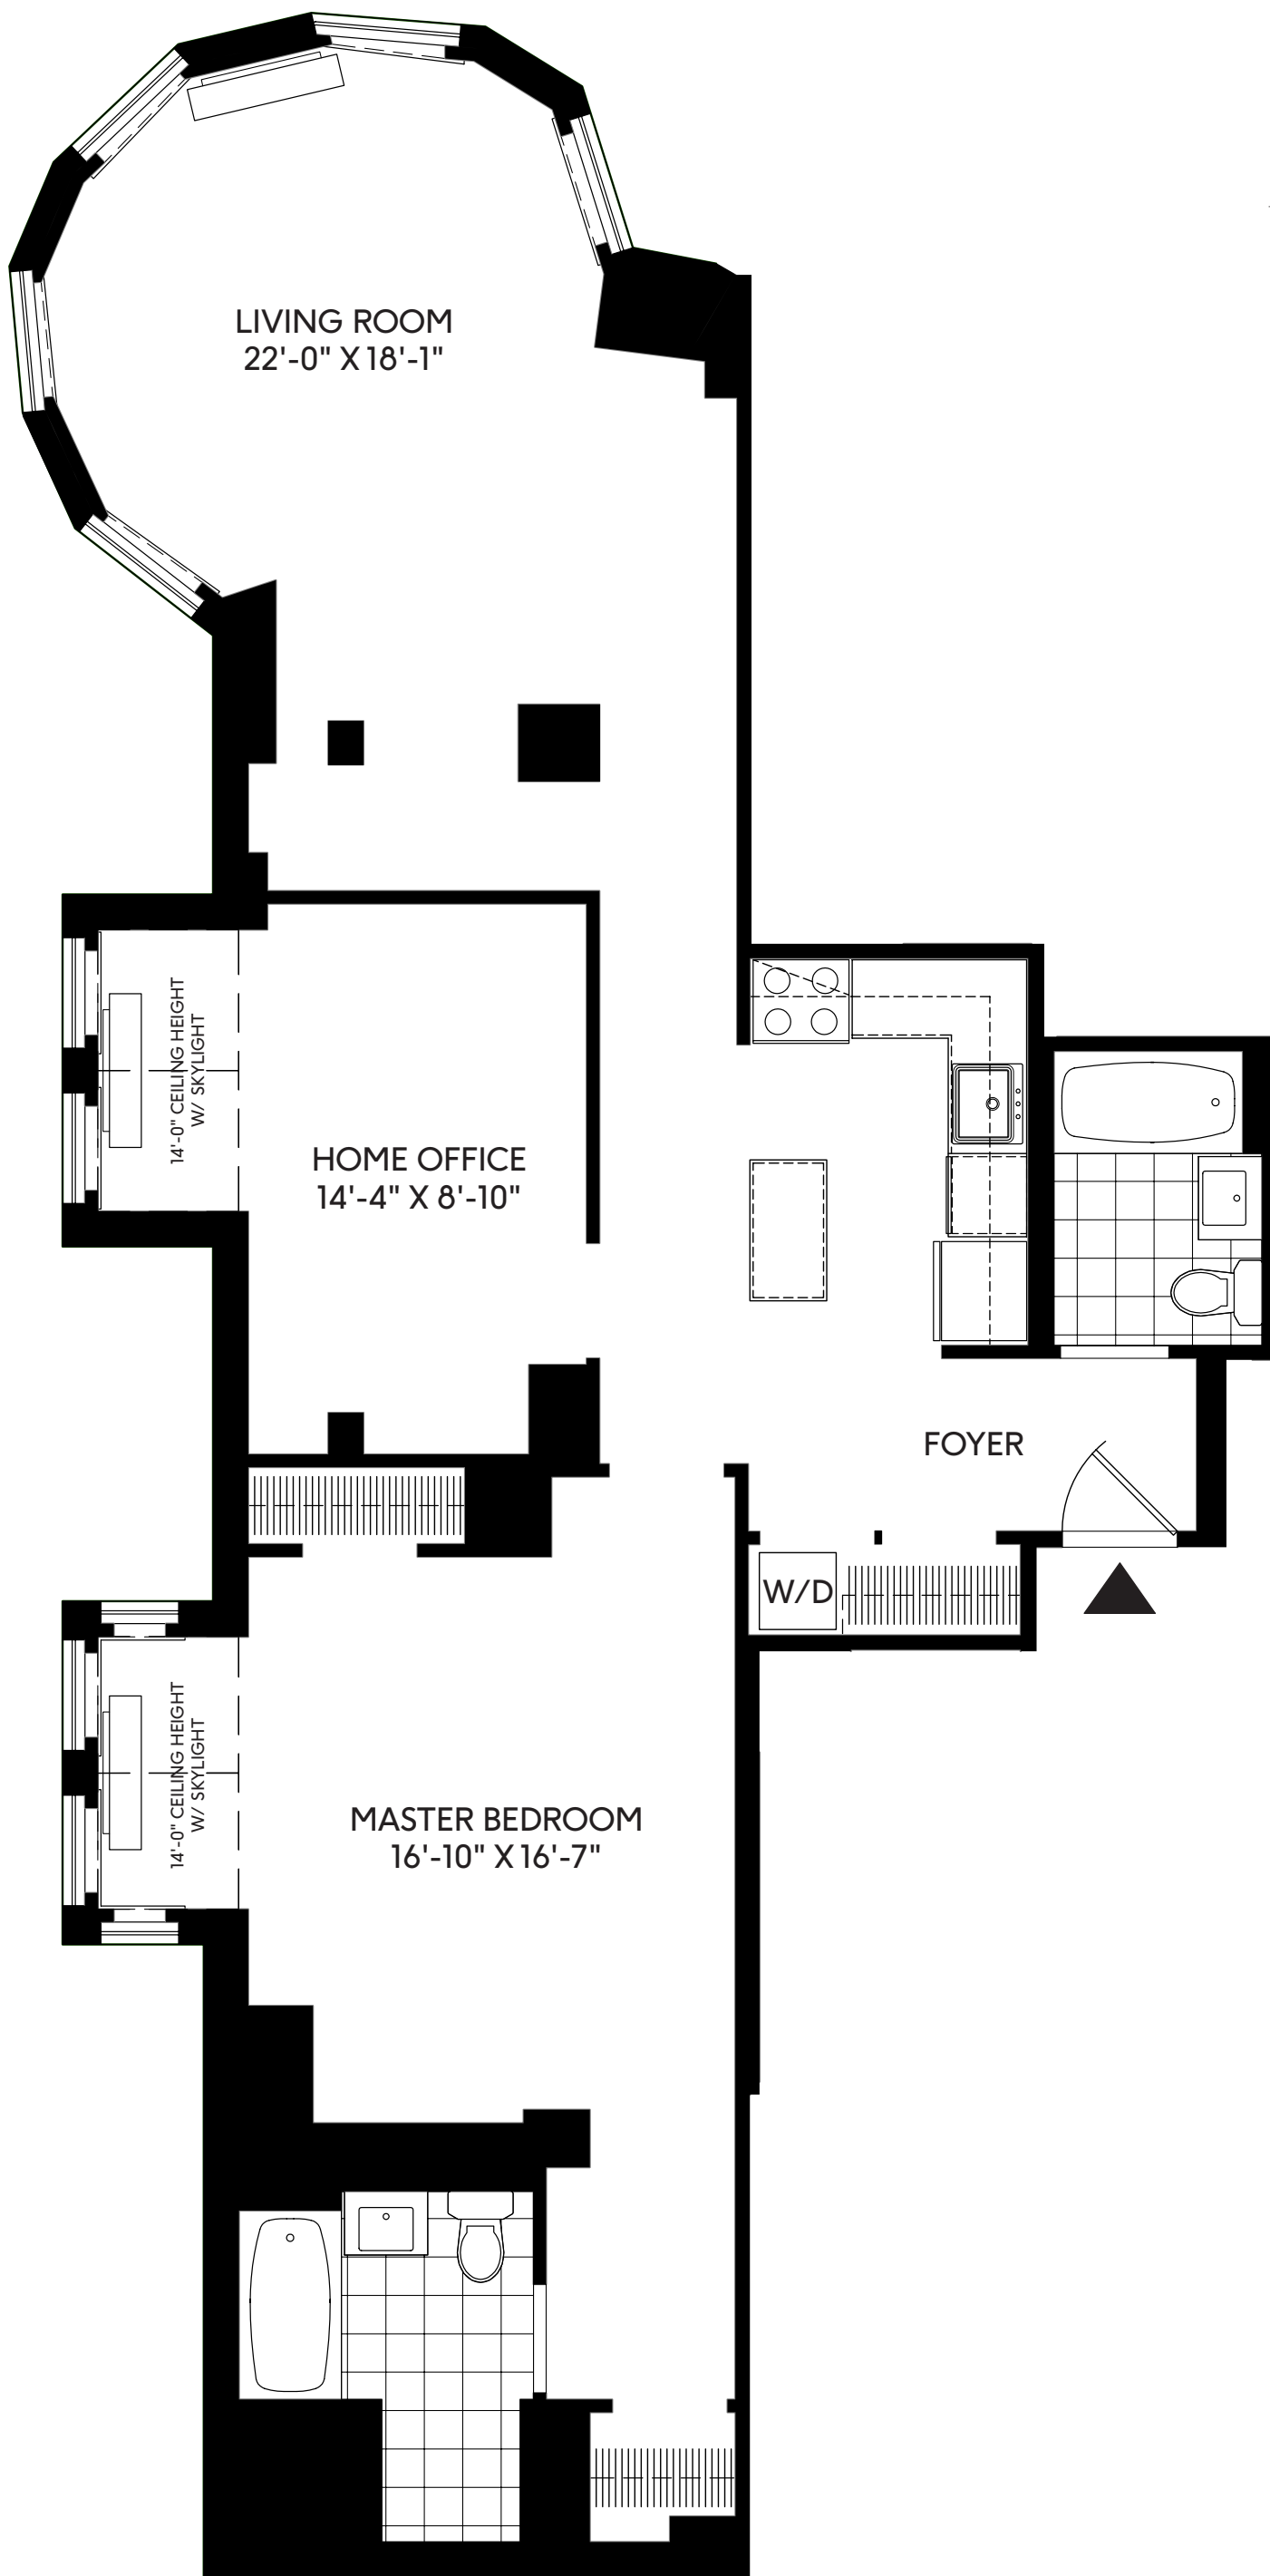 LIVING ROOM
22'-0" X 18'-1"
14'-0" CEILING HEIGHT
W/ SKYLIGHT
HOME OFFICE
14'-4" X 8'-10"
FOYER
W/D
14'-0" CEILING HEIGHT
W/ SKYLIGHT
MASTER BEDROOM
16'-10" X 16'-7"